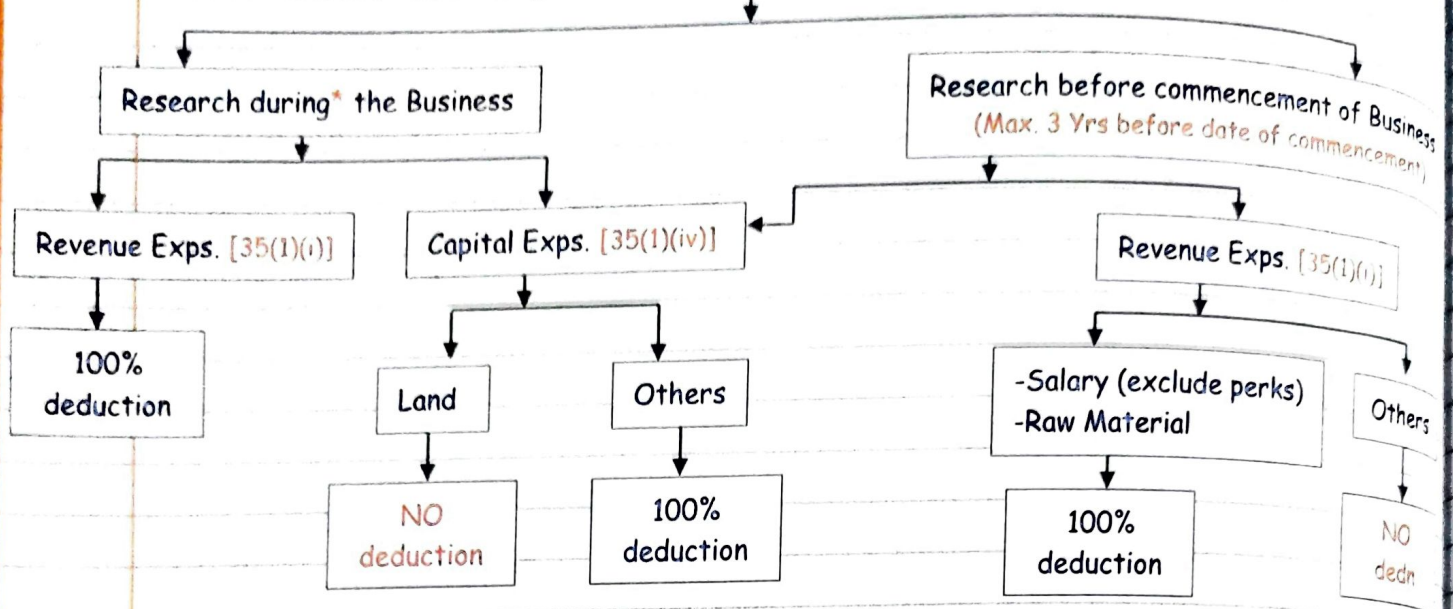 Research during* the Business
Research before commencement of Business
(Max. 3 Yrs before date of commencement)
Revenue Exps. [35(1)(i)]
Capital Exps. [35(1)(iv)]
Revenue Exps. [35(1)(i)]
100%
deduction
Land
Others
-Salary (exclude perks)
-Raw Material
Others
NO
deduction
100%
deduction
100%
deduction
NO
dedn